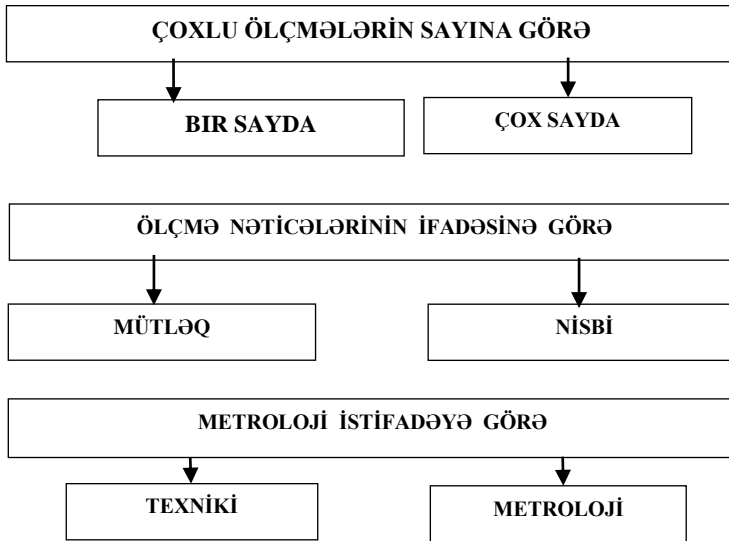 ÇOXLU ÖLÇMƏLƏRİN SAYINA GÖRƏ
BIR SAYDA
ÇOX SAYDA
ÖLÇMƏ NƏTİCƏLƏRİNİN İFADƏSİNƏ GÖRƏ
MÜTLƏQ
NİSBİ
METROLOJİ İSTİFADƏYƏ GÖRƏ
TEXNİKİ
METROLOJİ